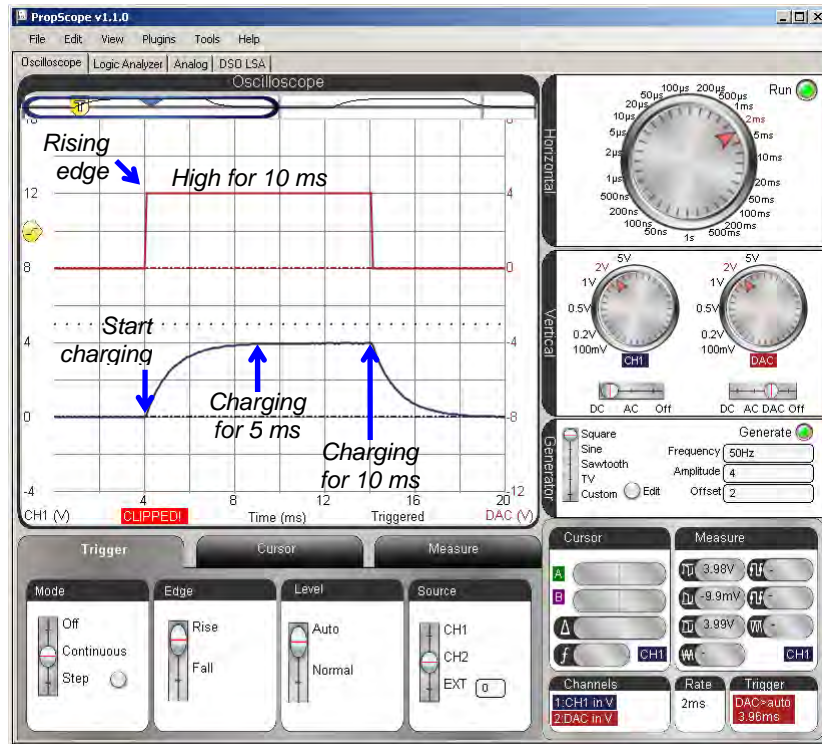 PropScope v1.1.0
File Edit View Plugins Tools Help
Oscilloscope Logic Analyzer Analog DSO LSA
Oscilloscope
T
Rising
edge
High for 10 ms
12
4
8
0
Start
charging
4
-4
Charging
for 5 ms
Charging
for 10 ms
0
-8
-4
4 8 12 16 20
-12
CH1 (V) CLIPPED! Time (ms) Triggered DAC (V)
Horizontal
Run
50ns
100ns
200ns
500ns
1µs
2µs
5µs
10µs
20µs
50µs
100µs
200µs
500µs
1ms
2ms
5ms
10ms
20ms
50ms
100ms
200ms
500ms
1s
Vertical
5V
2V
1V
0.5V
0.2V
100mV
CH1
DC AC Off
5V
2V
1V
0.5V
0.2V
100mV
DAC
DC AC DAC Off
Generator
Square
Sine
Sawtooth
TV
Custom
Edit
Generate
Frequency 50Hz
Amplitude 4
Offset 2
Trigger Cursor Measure
Mode
Off
Continuous
Step
Edge
Rise
Fall
Level
Auto
Normal
Source
CH1
CH2
EXT 0
Cursor
A
B
Δ
f
CH1
Measure
3.98V -
-9.9mV -
3.99V -
-
CH1
Channels
1:CH1 in V
2:DAC in V
Rate
2ms
Trigger
DAC>auto
3.96ms